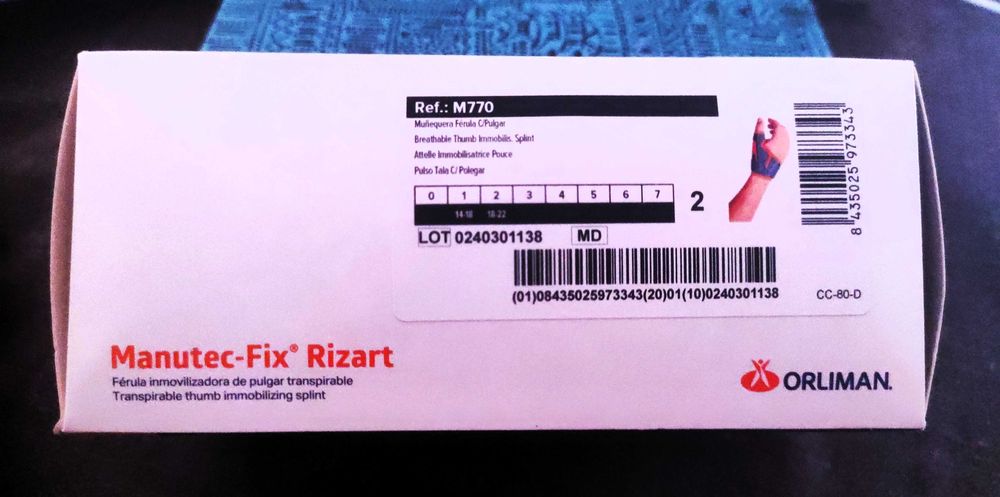 Ref.: M770
Muñequera Férula C/Pulgar
Breathable Thumb Immobilis. Splint
Attelle Immobilisatrice Pouce
Pulso Tala C/ Polegar
0 1 2 3 4 5 6 7
14-18 18-22
2
8 435025 973343
LOT 0240301138 MD
(01)08435025973343(20)01(10)0240301138
CC-80-D
Manutec-Fix® Rizart
Férula inmovilizadora de pulgar transpirable
Transpirable thumb immobilizing splint
ORLIMAN.